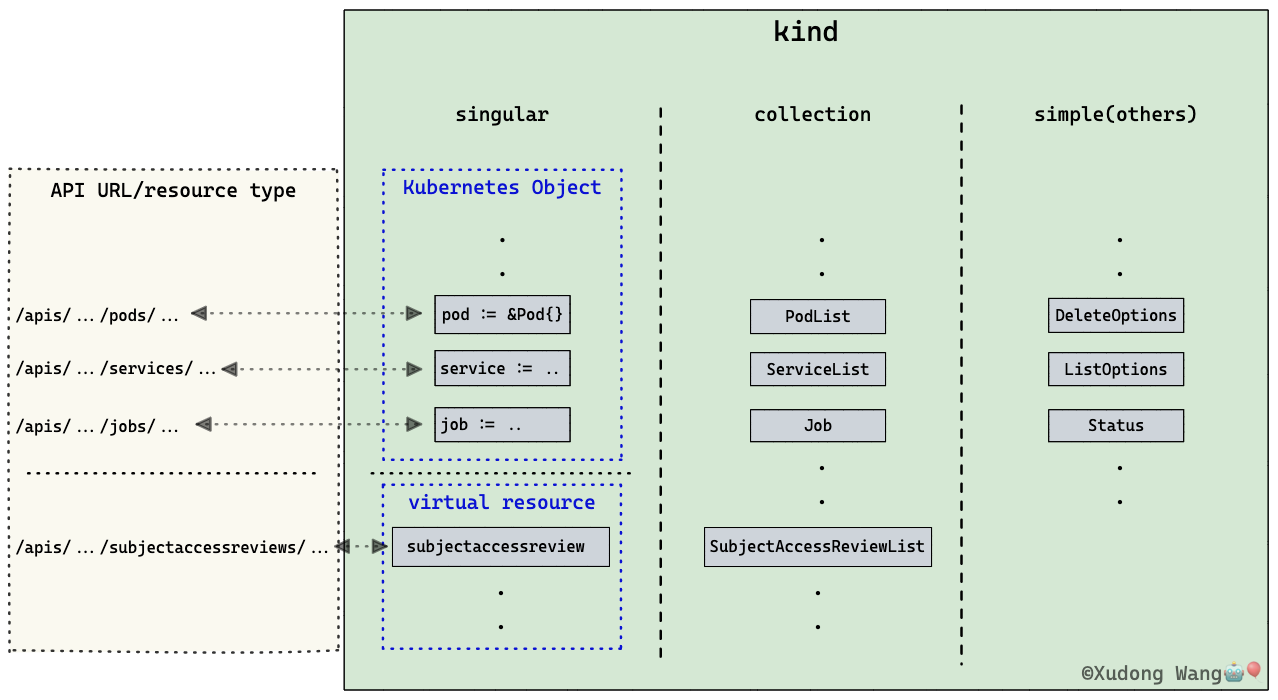 kind
singular
collection
simple(others)
API URL/resource type
Kubernetes Object
/apis/ ... /pods/ ...
pod := &Pod{}
PodList
DeleteOptions
/apis/ ... /services/ ...
service := ..
ServiceList
ListOptions
/apis/ ... /jobs/ ...
job := ..
Job
Status
virtual resource
/apis/ ... /subjectaccessreviews/ ...
subjectaccessreview
SubjectAccessReviewList
©Xudong Wang🤖🎈